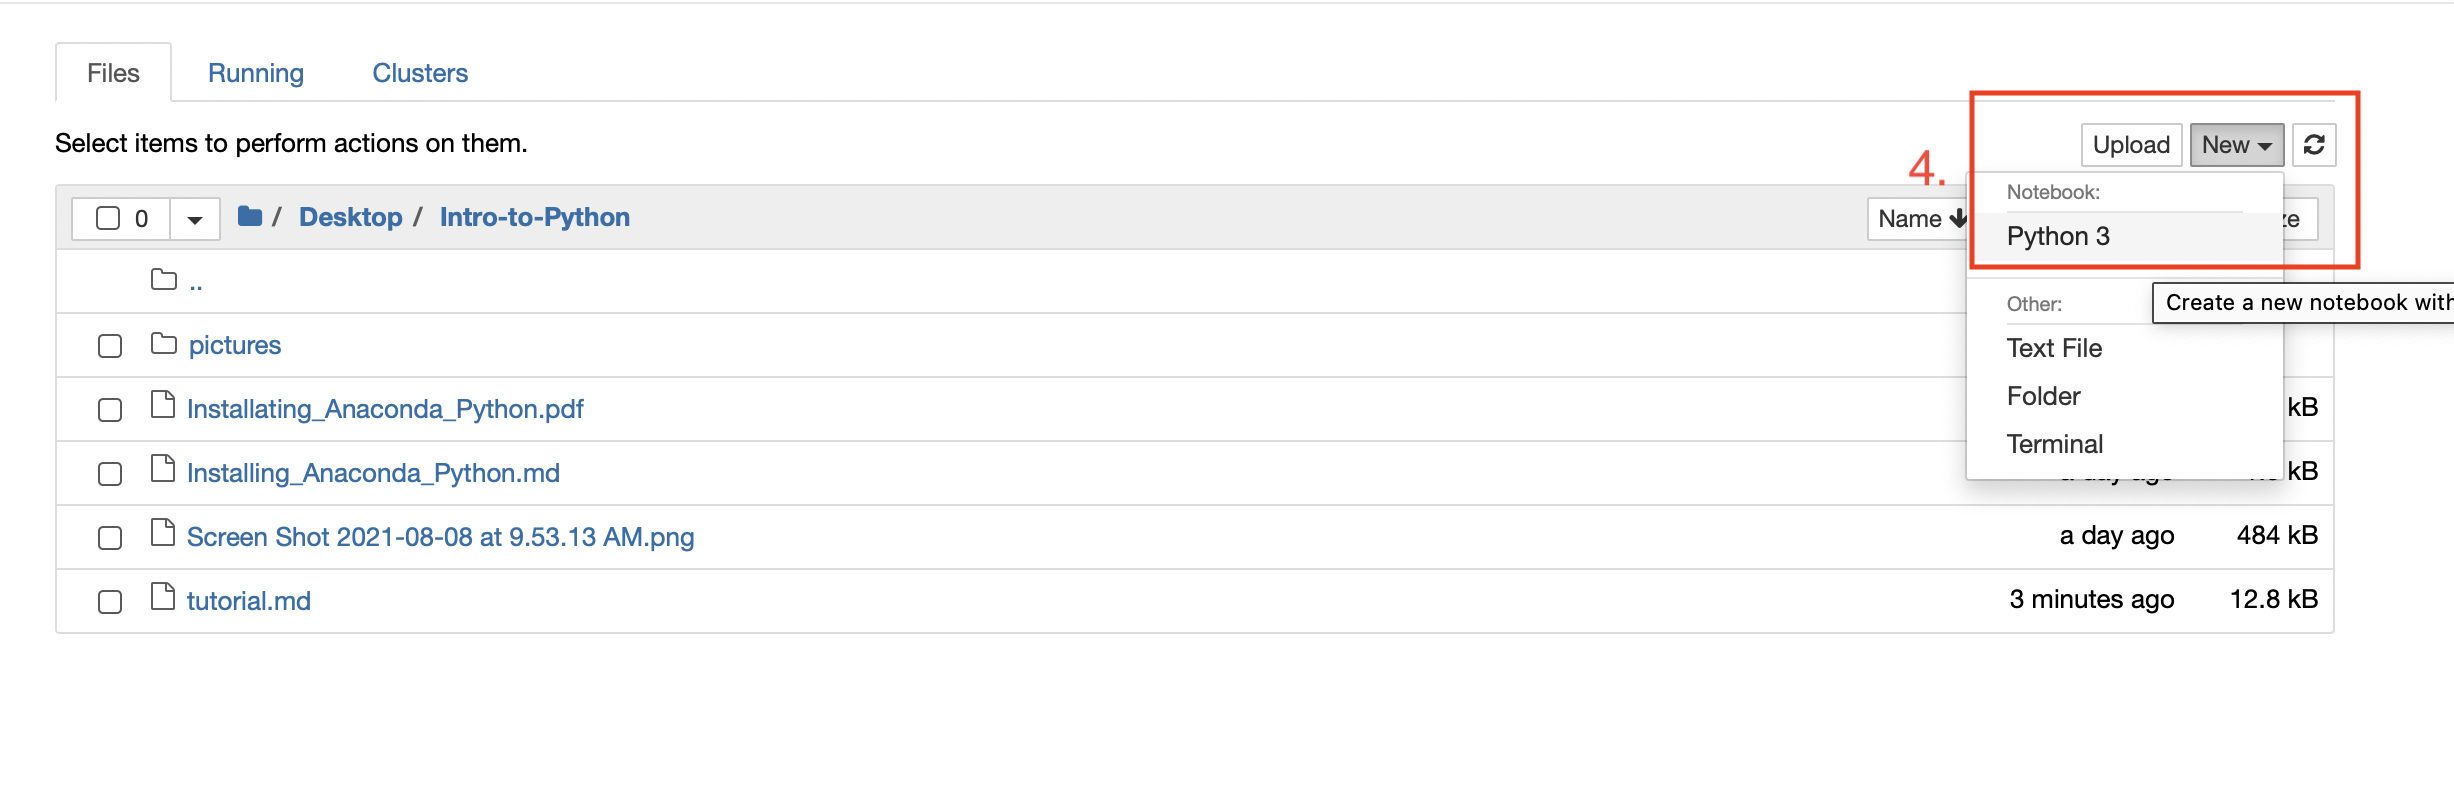 Files Running Clusters
Select items to perform actions on them.
Upload New
4.
Notebook:
0 / Desktop / Intro-to-Python Name
Python 3
..
Other:
Create a new notebook with
pictures
Text File
Folder
Installating_Anaconda_Python.pdf kB
Terminal
Installing_Anaconda_Python.md kB
Screen Shot 2021-08-08 at 9.53.13 AM.png a day ago 484 kB
tutorial.md 3 minutes ago 12.8 kB